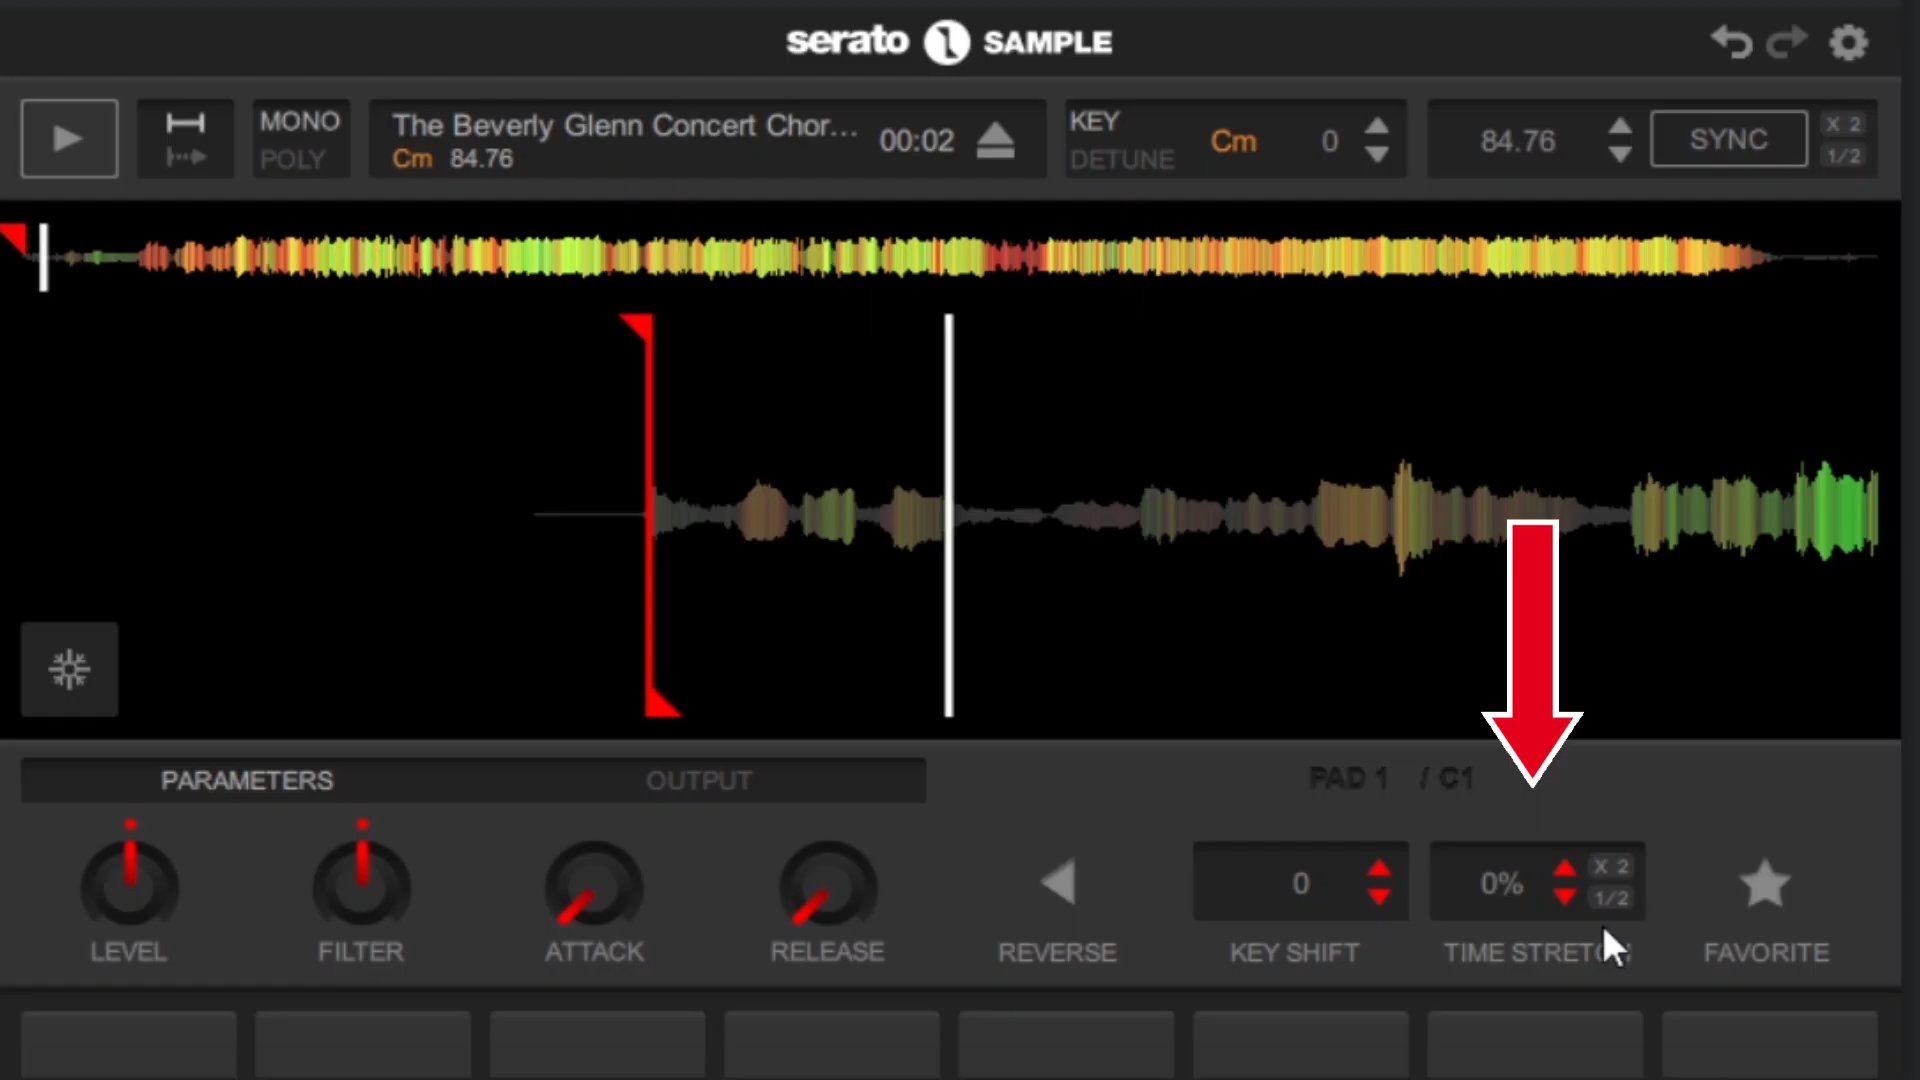 serato SAMPLE
MONO
POLY
The Beverly Glenn Concert Chor...
Cm 84.76
00:02
KEY
DETUNE
Cm
0
84.76
SYNC
X 2
1/2
PARAMETERS
OUTPUT
PAD 1 / C1
0
0%
X 2
1/2
LEVEL
FILTER
ATTACK
RELEASE
REVERSE
KEY SHIFT
TIME STRETCH
FAVORITE